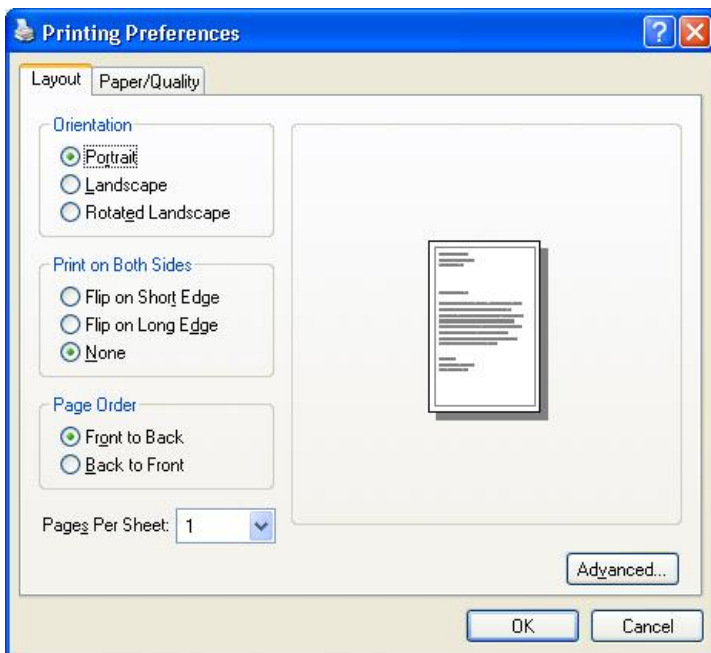 Printing Preferences
Layout
Paper/Quality
Orientation
Portrait
Landscape
Rotated Landscape
Print on Both Sides
Flip on Short Edge
Flip on Long Edge
None
Page Order
Front to Back
Back to Front
Pages Per Sheet: 1
Advanced...
OK
Cancel